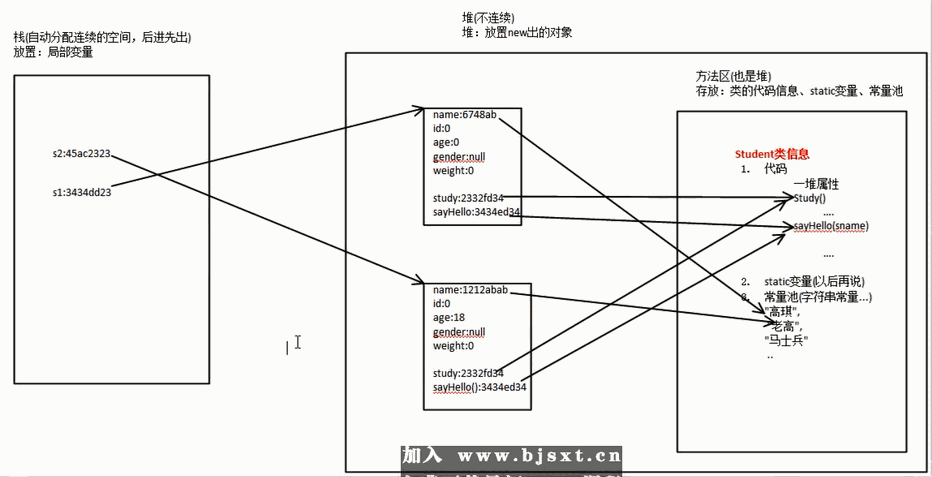 栈(自动分配连续的空间，后进先出)
放置：局部变量
s2:45ac2323
s1:3434dd23
堆(不连续)
堆：放置new出的对象
name:6748ab
id:0
age:0
gender:null
weight:0
study:2332fd34
sayHello:3434ed34
name:1212abab
id:0
age:18
gender:null
weight:0
study:2332fd34
sayHello():3434ed34
方法区(也是堆)
存放：类的代码信息、static变量、常量池
Student类信息
1. 代码
一堆属性
Study()
....
sayHello(sname)
....
2. static变量(以后再说)
3. 常量池(字符串常量...)
"高琪",
"老高",
"马士兵"
..
加入 www.bjsxt.cn